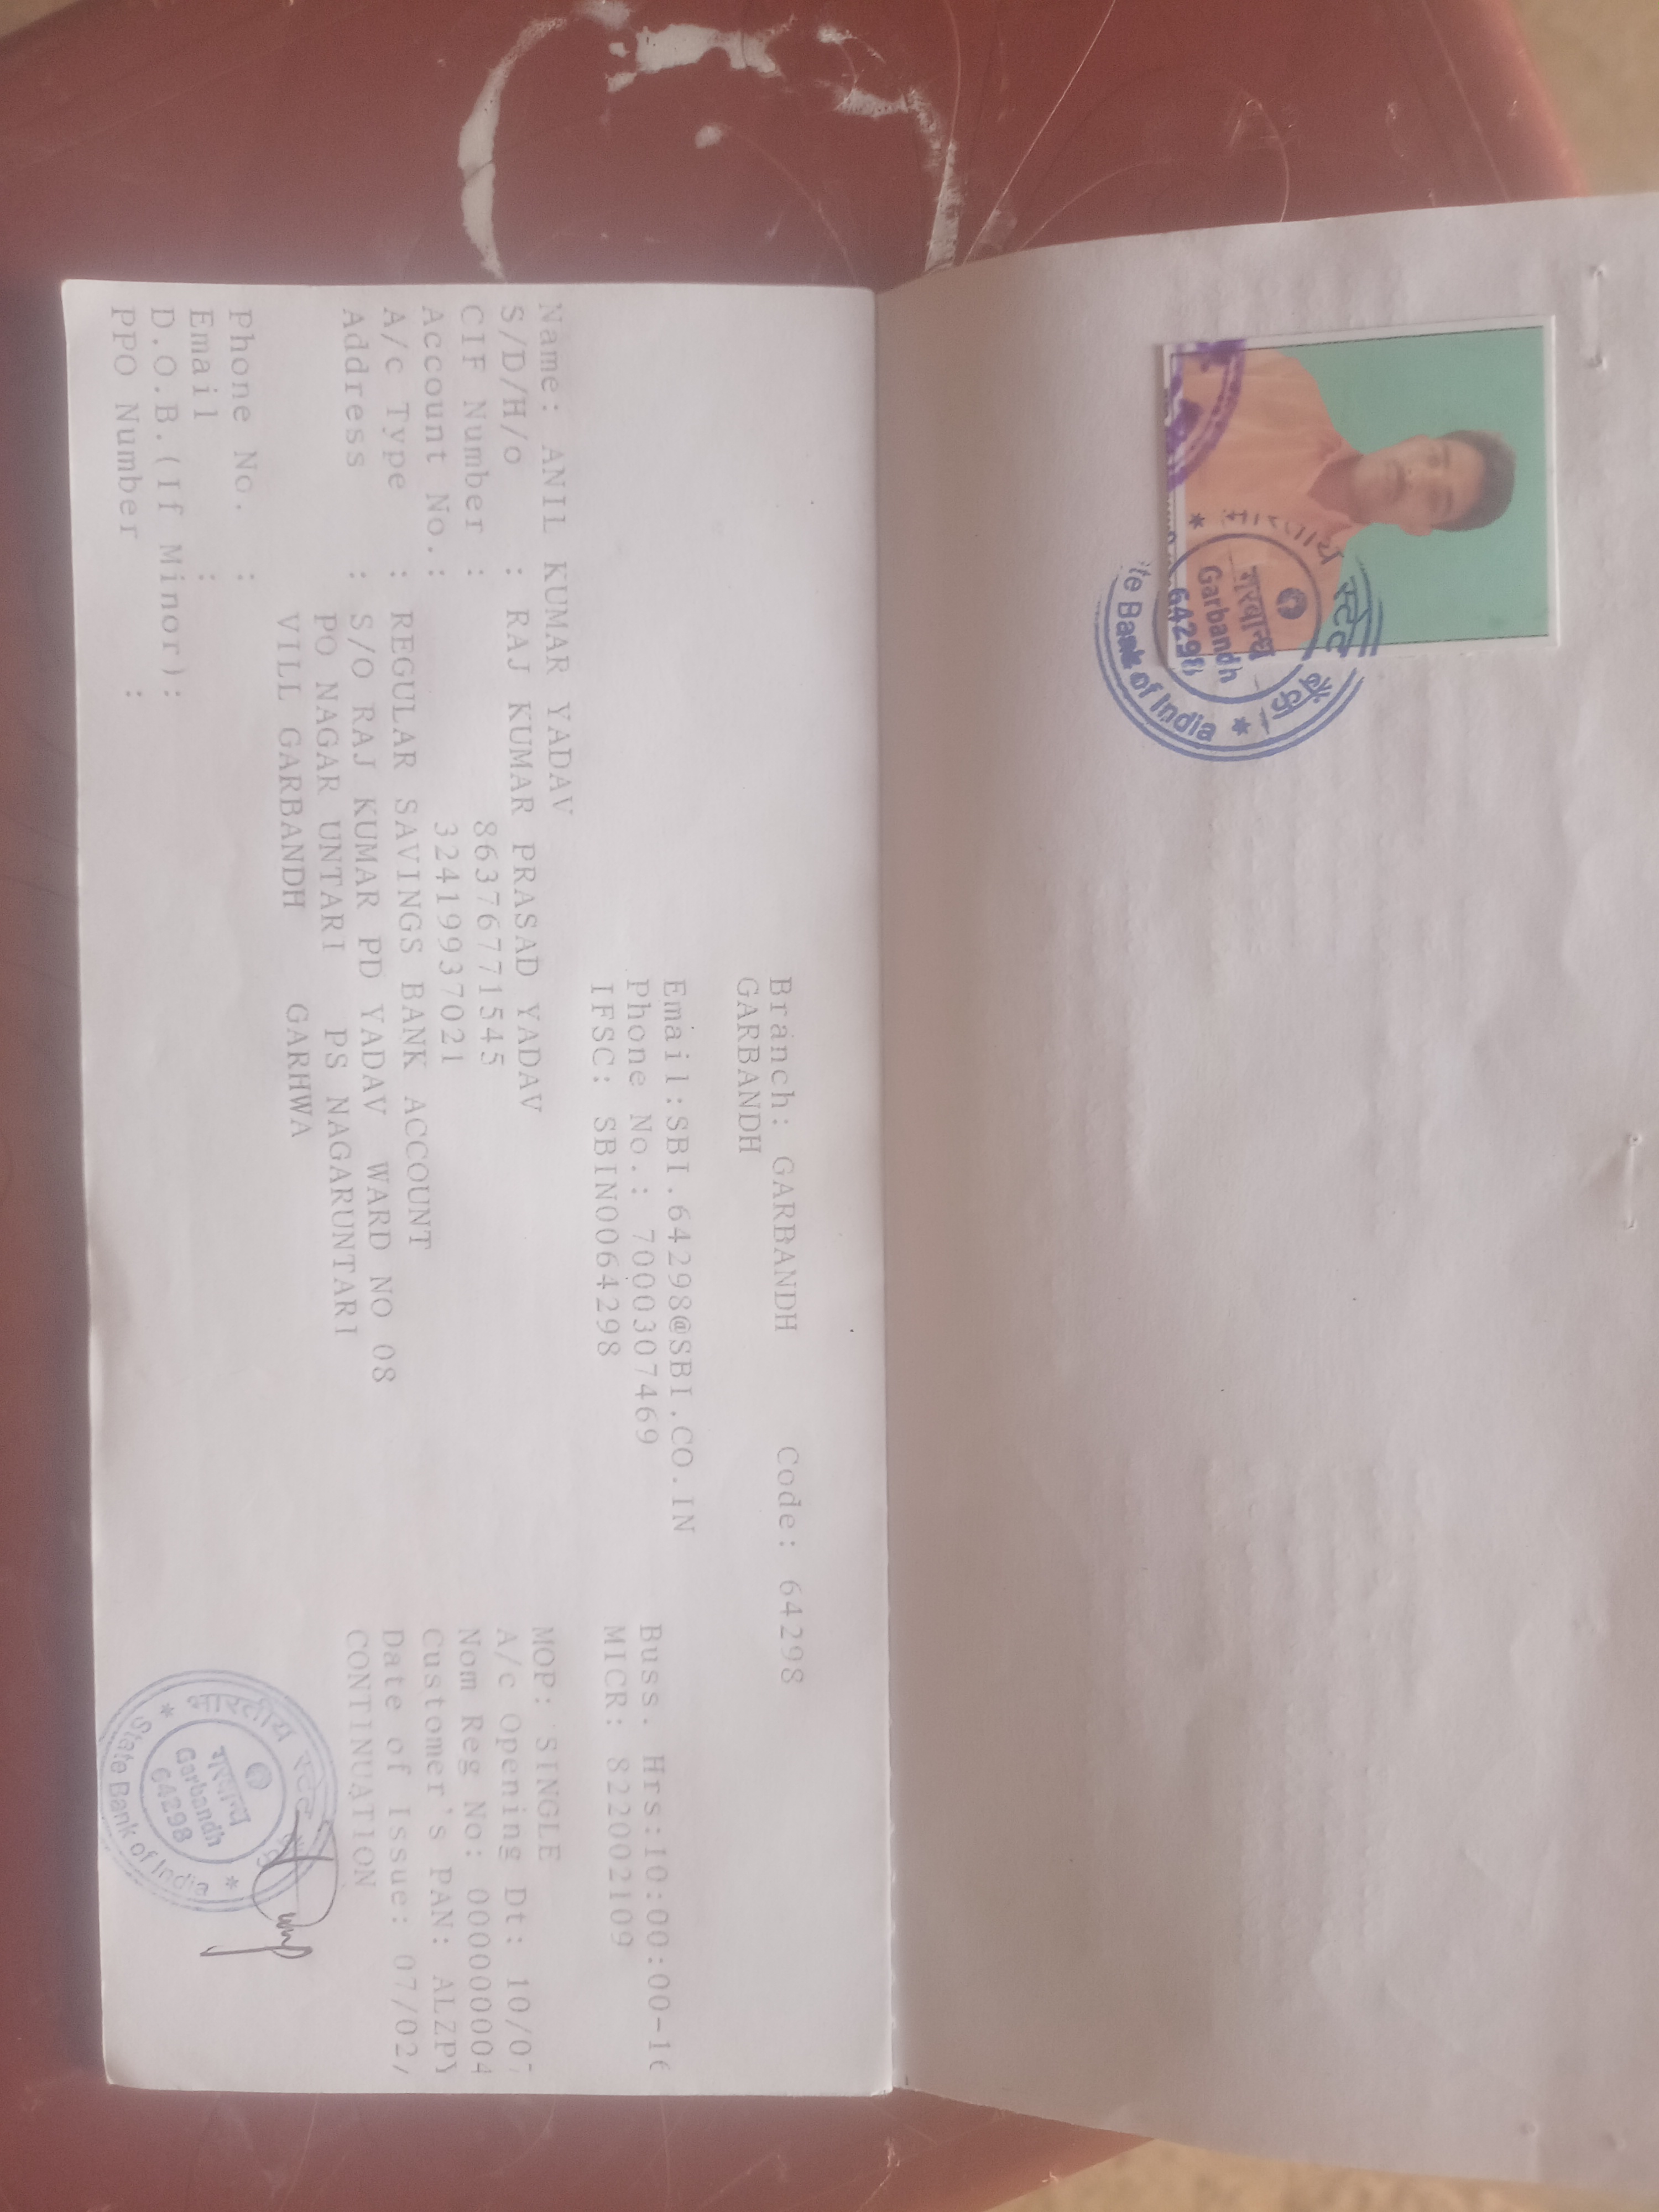 भारतीय स्टेट बैंक
गरबान्ध
Garbandh
64298
Bank of India
Branch: GARBANDH Code: 64298
GARBANDH
Email:SBI.64298@SBI.CO.IN
Phone No.: 7000307469 Buss. Hrs:10:00:00-16
IFSC: SBIN0064298 MICR: 822002109
Name: ANIL KUMAR YADAV MOP: SINGLE
S/D/H/o : RAJ KUMAR PRASAD YADAV A/c Opening Dt: 10/07
CIF Number : 86376771545 Nom Reg No: 000000004
Account No.: 32419937021 Customer's PAN: ALZPY
A/c Type : REGULAR SAVINGS BANK ACCOUNT Date of Issue: 07/02/
Address : S/O RAJ KUMAR PD YADAV WARD NO 08 CONTINUATION
PO NAGAR UNTARI PS NAGARUNTARI
VILL GARBANDH GARHWA
Phone No. :
Email :
D.O.B.(If Minor):
PPO Number :
भारतीय स्टेट बैंक
गरबान्ध
Garbandh
64298
State Bank of India